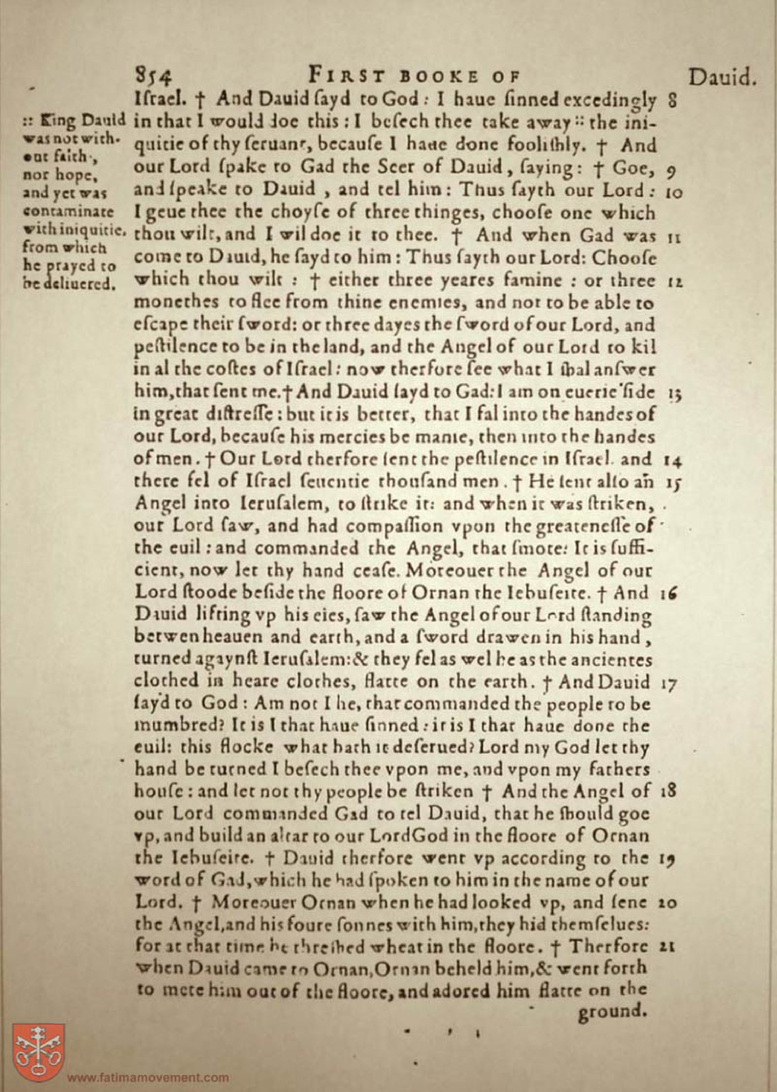 854 FIRST BOOKE OF Dauid.
Iſrael. † And Dauid ſayd to God: I haue ſinned excedingly 8
in that I would doe this: I beſech thee take away :: the ini-
quitie of thy ſeruant, becauſe I haue done fooliſhly. † And
our Lord ſpake to Gad the Seer of Dauid, ſaying: † Goe, 9
and ſpeake to Dauid, and tel him: Thus ſayth our Lord: 10
I geue thee the choyſe of three thinges, chooſe one which
thou wilt, and I wil doe it to thee. † And when Gad was 11
come to Dauid, he ſayd to him: Thus ſayth our Lord: Chooſe
which thou wilt: † either three yeares famine: or three 12
monethes to flee from thine enemies, and not to be able to
eſcape their ſword: or three dayes the ſword of our Lord, and
peſtilence to be in the land, and the Angel of our Lord to kil
in al the coſtes of Iſrael: now therfore ſee what I ſhal anſwer
him, that ſent me. † And Dauid ſayd to Gad: I am on euerie ſide 13
in great diſtreſſe: but it is better, that I fal into the handes of
our Lord, becauſe his mercies be manie, then into the handes
of men. † Our Lord therfore ſent the peſtilence in Iſrael. and 14
there fel of Iſrael ſeuentie thouſand men. † He ſent alſo an 15
Angel into Ieruſalem, to ſtrike it: and when it was ſtriken,
our Lord ſaw, and had compaſſion vpon the greateneſſe of
the euil: and commanded the Angel, that ſmote: It is ſuffi-
cient, now let thy hand ceaſe. Moreouer the Angel of our
Lord ſtoode beſide the floore of Ornan the Iebuſeite. † And 16
Dauid lifting vp his eies, ſaw the Angel of our Lord ſtanding
betwen heauen and earth, and a ſword drawen in his hand,
turned agaynſt Ieruſalem: & they fel as wel he as the ancientes
clothed in heare clothes, flatte on the earth. † And Dauid 17
ſayd to God: Am not I he, that commanded the people to be
mumbred? It is I that haue ſinned: it is I that haue done the
euil: this flocke what hath it deſerued? Lord my God let thy
hand be turned I beſech thee vpon me, and vpon my fathers
houſe: and let not thy people be ſtriken † And the Angel of 18
our Lord commanded Gad to tel Dauid, that he ſhould goe
vp, and build an altar to our Lord God in the floore of Ornan
the Iebuſeite. † Dauid therfore went vp according to the 19
word of Gad, which he had ſpoken to him in the name of our
Lord. † Moreouer Ornan when he had looked vp, and ſene 20
the Angel, and his foure ſonnes with him, they hid themſelues:
for at that time he threſhed wheat in the floore. † Therfore 21
when Dauid came to Ornan, Ornan beheld him, & went forth
to mete him out of the floore, and adored him flatte on the
ground.
:: King Dauid
was not with-
out faith,
nor hope,
and yet was
contaminate
with iniquitie,
from which
he prayed to
be deliuered.
www.fatimamovement.com